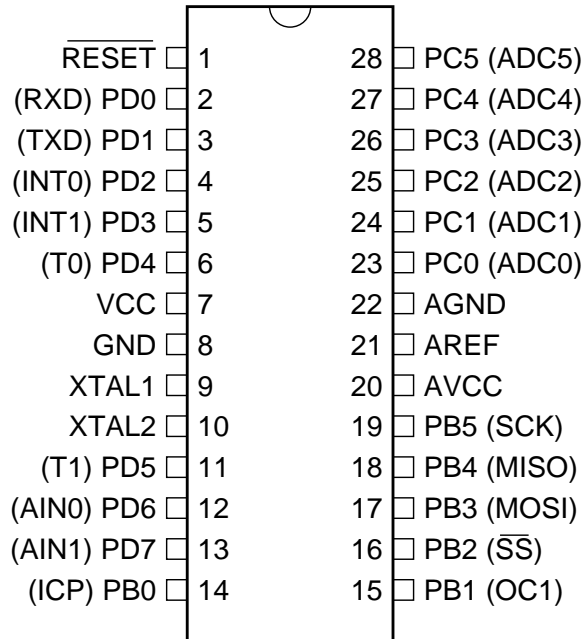 RESET 1 28 PC5 (ADC5)
(RXD) PD0 2 27 PC4 (ADC4)
(TXD) PD1 3 26 PC3 (ADC3)
(INT0) PD2 4 25 PC2 (ADC2)
(INT1) PD3 5 24 PC1 (ADC1)
(T0) PD4 6 23 PC0 (ADC0)
VCC 7 22 AGND
GND 8 21 AREF
XTAL1 9 20 AVCC
XTAL2 10 19 PB5 (SCK)
(T1) PD5 11 18 PB4 (MISO)
(AIN0) PD6 12 17 PB3 (MOSI)
(AIN1) PD7 13 16 PB2 (SS)
(ICP) PB0 14 15 PB1 (OC1)